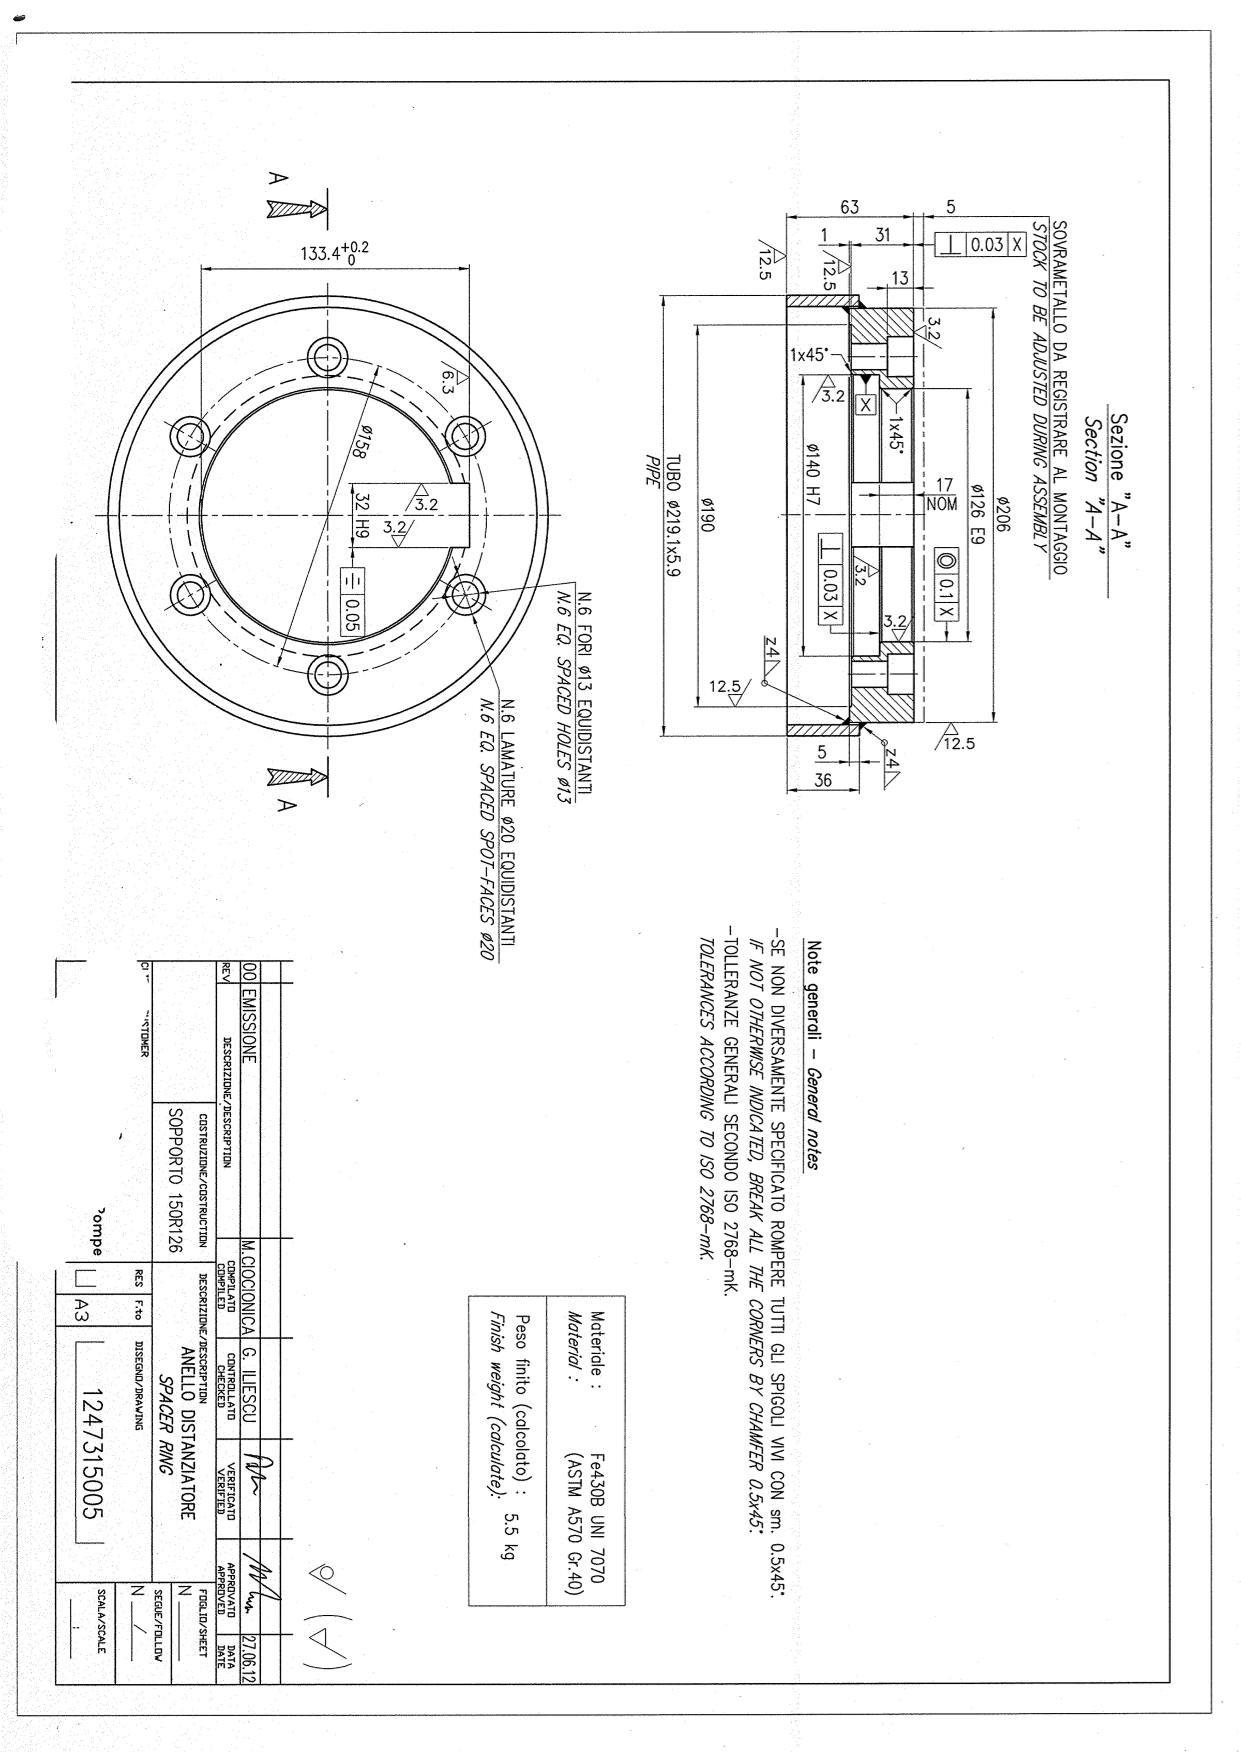 Sezione "A-A"
Section "A-A"
SOVRAMETALLO DA REGISTRARE AL MONTAGGIO
STOCK TO BE ADJUSTED DURING ASSEMBLY
63
5
1
31
⊥ 0.03 X
13
12.5
12.5
3.2
1x45°
3.2
X
1x45°
17
NOM
ø206
ø126 E9
ø140 H7
ø190
TUBO ø219.1x5.9
PIPE
⊥ 0.03 X
3.2
◎ 0.1 X
3.2
z4
12.5
z4
12.5
5
36
A
133.4 +0.2 0
6.3
ø158
3.2
32 H9
3.2
0.05
A
N.6 FORI ø13 EQUIDISTANTI
N.6 EQ. SPACED HOLES ø13
N.6 LAMATURE ø20 EQUIDISTANTI
N.6 EQ. SPACED SPOT-FACES ø20
Note generali - General notes
-SE NON DIVERSAMENTE SPECIFICATO ROMPERE TUTTI GLI SPIGOLI VIVI CON sm. 0.5x45°.
IF NOT OTHERWISE INDICATED, BREAK ALL THE CORNERS BY CHAMFER 0.5x45°.
-TOLLERANZE GENERALI SECONDO ISO 2768-mK.
TOLERANCES ACCORDING TO ISO 2768-mK.
Materiale : Fe430B UNI 7070
Material : (ASTM A570 Gr.40)
Peso finito (calcolato) : 5.5 kg
Finish weight (calculate):
00 EMISSIONE M.CIOCIONICA G. ILIESCU 27.06.12
REV DESCRIZIONE/DESCRIPTION COMPILATO COMPILED CONTROLLATO CHECKED VERIFICATO VERIFIED APPROVATO APPROVED DATA DATE
COSTRUZIONE/COSTRUCTION
SOPPORTO 150R126
DESCRIZIONE/DESCRIPTION
ANELLO DISTANZIATORE
SPACER RING
FOGLIO/SHEET
N
SEGUE/FOLLOW
N /
STOMER
ompe
RES
F.to
A3
DISEGNO/DRAWING
1247315005
SCALA/SCALE
: